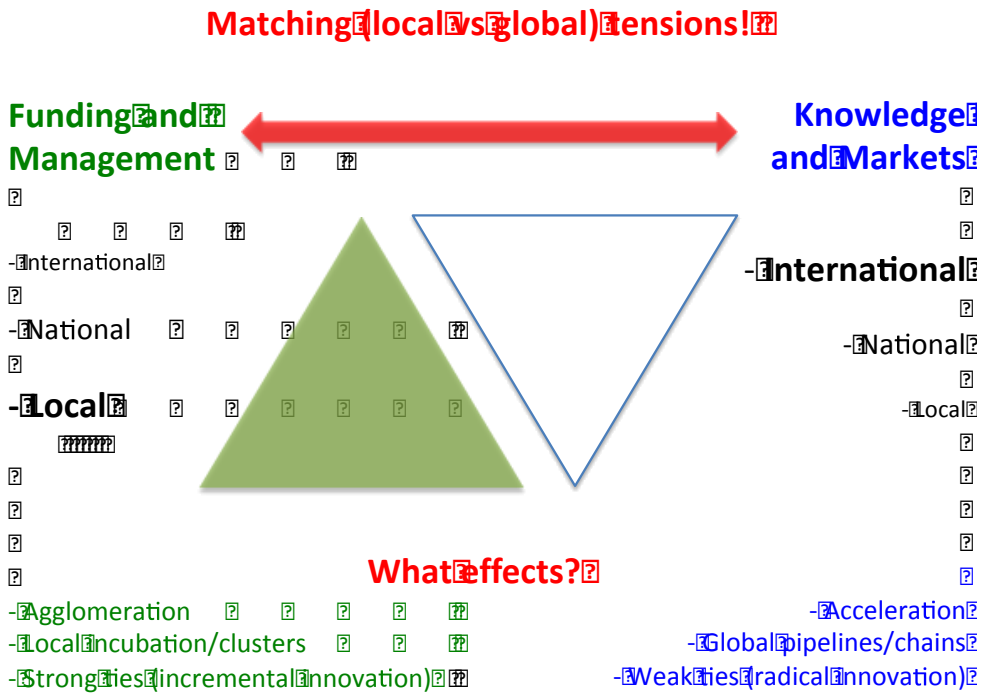 Matching (local vs global) tensions!
Funding and
Management
Knowledge
and Markets
- International
- National
- Local
- International
- National
- Local
What effects?
- Agglomeration
- Local incubation/clusters
- Strong ties (incremental innovation)
- Acceleration
- Global pipelines/chains
- Weak ties (radical innovation)